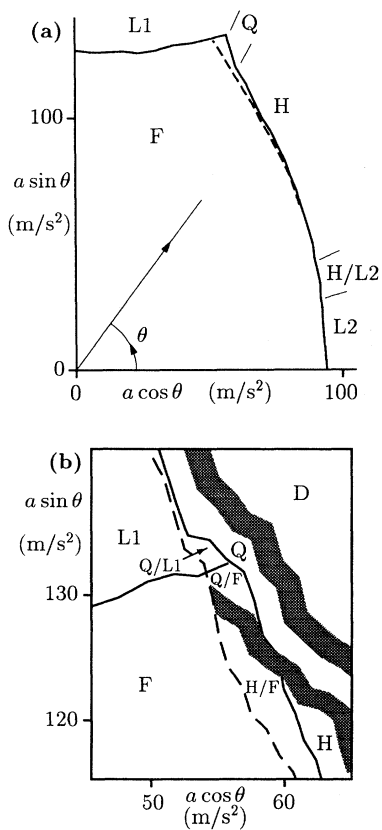 (a)
L1
/Q
H
100
F
a sin θ
(m/s²)
θ
H/L2
L2
0
0
a cos θ (m/s²)
100
(b)
D
a sin θ
(m/s²)
L1
Q
Q/L1
Q/F
130
F
H/F
120
H
50
a cos θ
60
(m/s²)